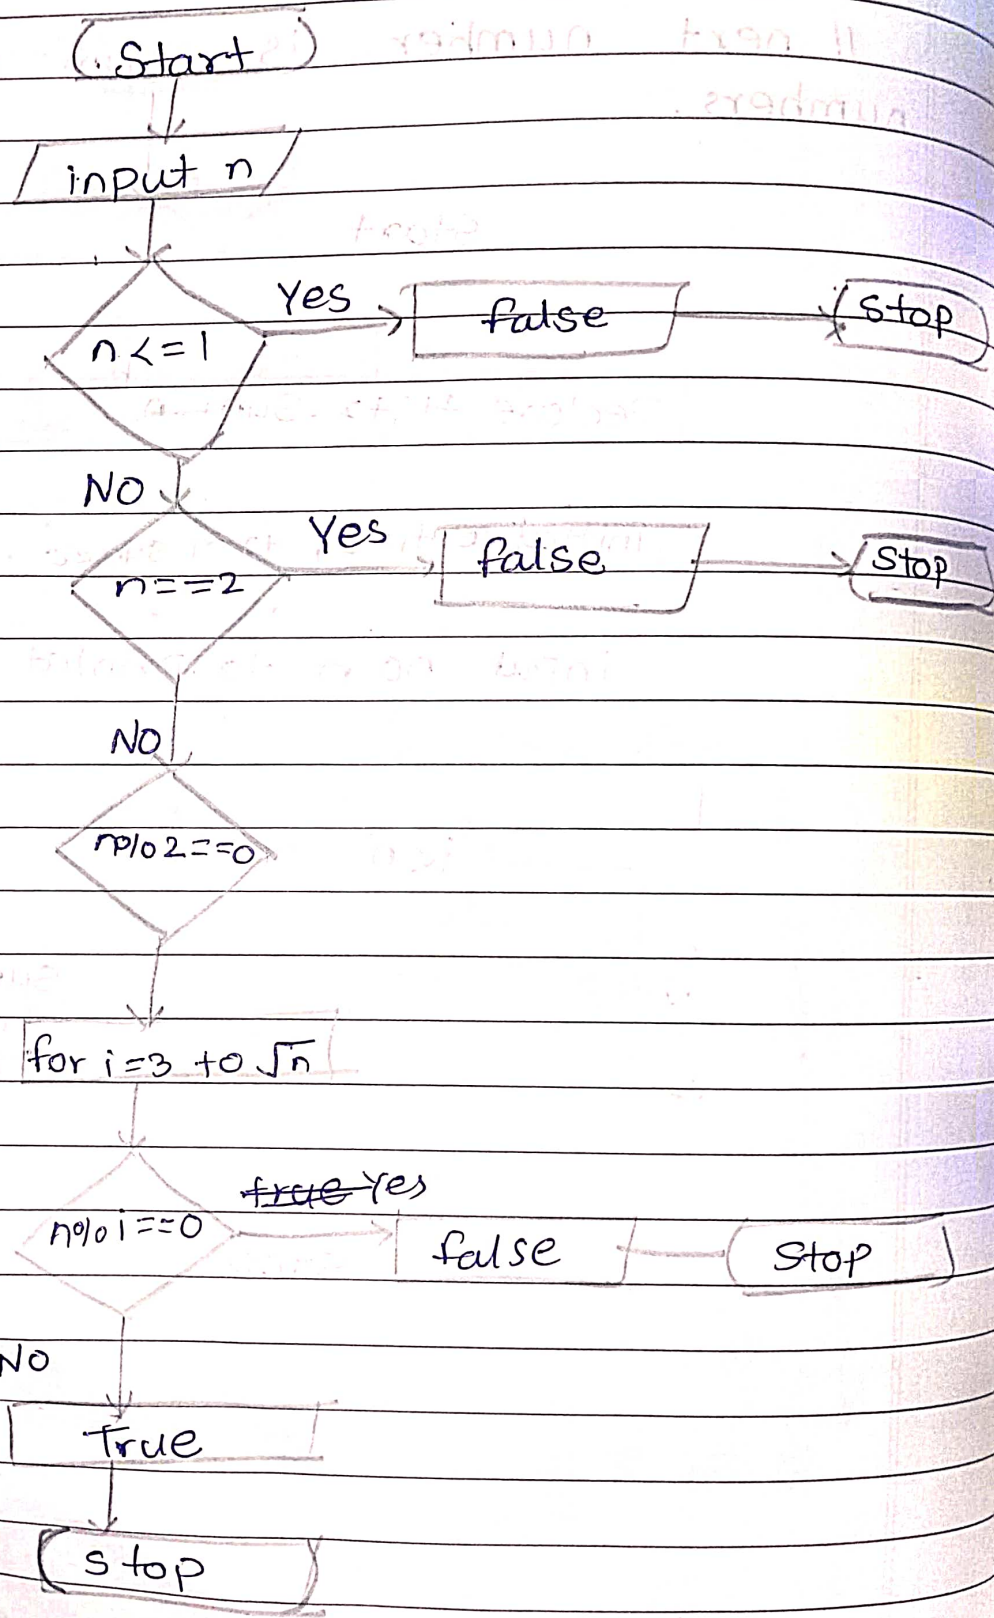 Start
input n
n<=1 Yes false Stop
NO
n==2 Yes false Stop
NO
n%2==0
for i=3 to √n
n%i==0 true Yes false Stop
NO
True
stop